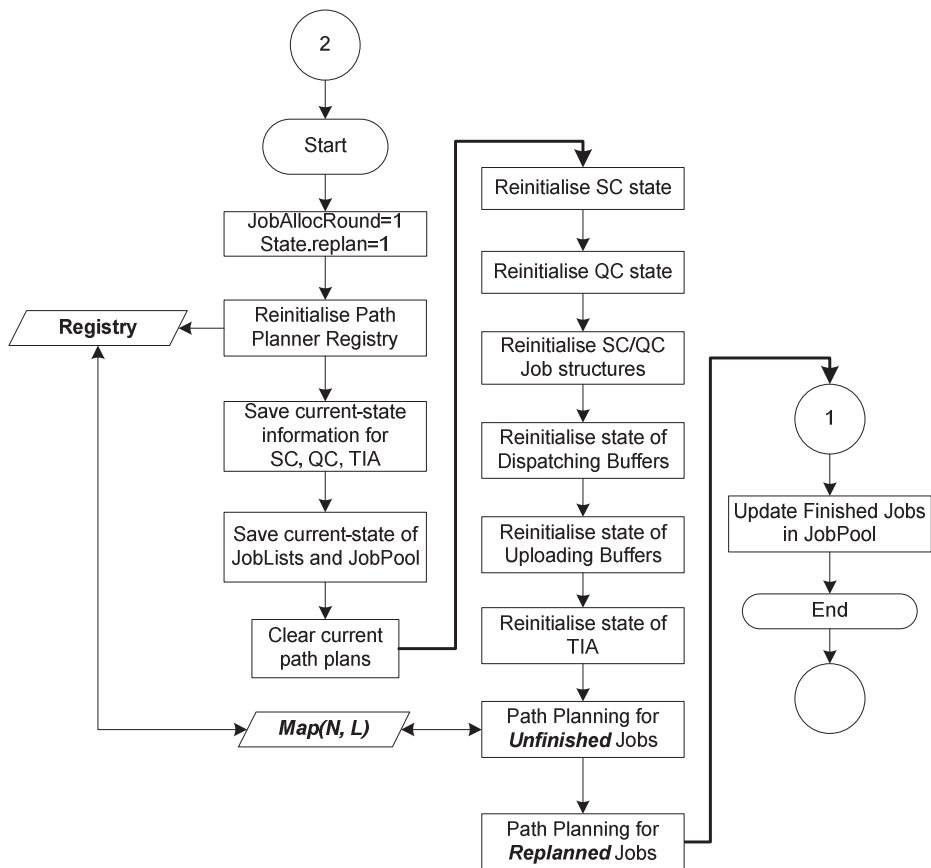 2
Start
JobAllocRound=1
State.replan=1
Reinitialise Path
Planner Registry
Registry
Save current-state
information for
SC, QC, TIA
Save current-state of
JobLists and JobPool
Clear current
path plans
Map(N, L)
Reinitialise SC state
Reinitialise QC state
Reinitialise SC/QC
Job structures
Reinitialise state of
Dispatching Buffers
Reinitialise state of
Uploading Buffers
Reinitialise state of
TIA
Path Planning for
Unfinished Jobs
Path Planning for
Replanned Jobs
1
Update Finished Jobs
in JobPool
End